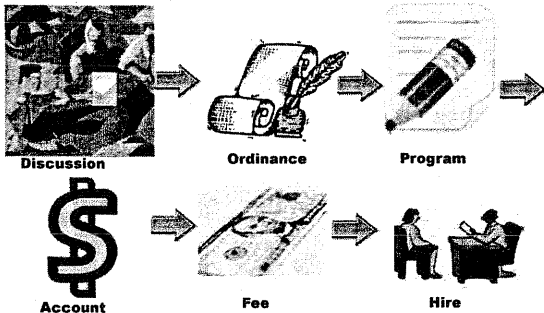 Discussion
Ordinance
Program
Account
Fee
Hire